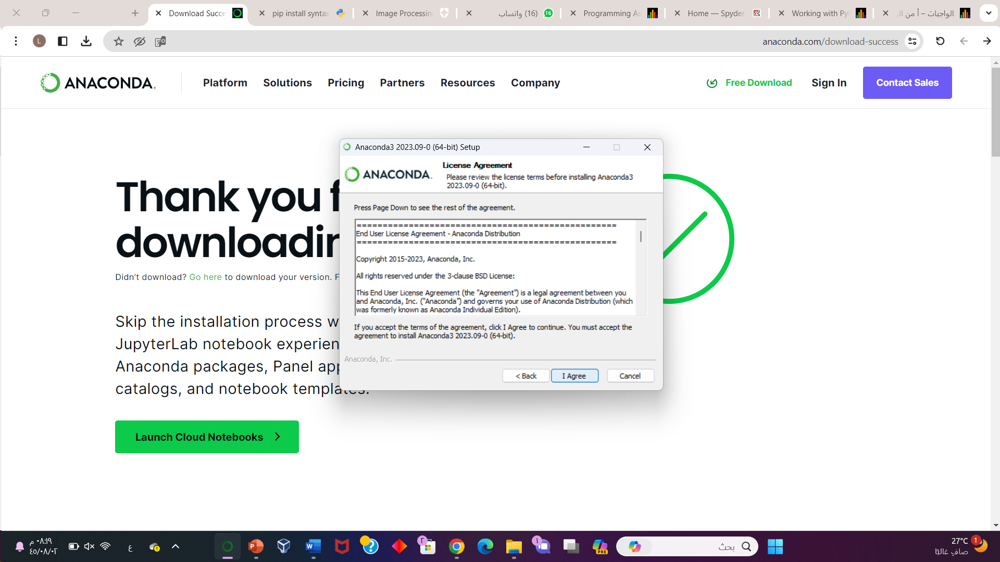 Download Succe
pip install syntax
Image Processin
(16) واتساب
Programming As
Home — Spyder
Working with Pyt
الواجبات – أ من ال
L
anaconda.com/download-success
ANACONDA.
Platform
Solutions
Pricing
Partners
Resources
Company
Free Download
Sign In
Contact Sales
Thank you f
downloadin
Didn’t download? Go here to download your version. F
Skip the installation process w
JupyterLab notebook experien
Anaconda packages, Panel app
catalogs, and notebook templates.
Launch Cloud Notebooks
Anaconda3 2023.09-0 (64-bit) Setup
ANACONDA.
License Agreement
Please review the license terms before installing Anaconda3
2023.09-0 (64-bit).
Press Page Down to see the rest of the agreement.
==================================================
End User License Agreement - Anaconda Distribution
==================================================
Copyright 2015-2023, Anaconda, Inc.
All rights reserved under the 3-clause BSD License:
This End User License Agreement (the "Agreement") is a legal agreement between you
and Anaconda, Inc. ("Anaconda") and governs your use of Anaconda Distribution (which
was formerly known as Anaconda Individual Edition).
If you accept the terms of the agreement, click I Agree to continue. You must accept the
agreement to install Anaconda3 2023.09-0 (64-bit).
Anaconda, Inc.
< Back
I Agree
Cancel
٠٨:١٩ م
٤٥/٠٨/٠٢
ع
٢
١
PRE
بحث
27°C
صافٍ غالبًا
1